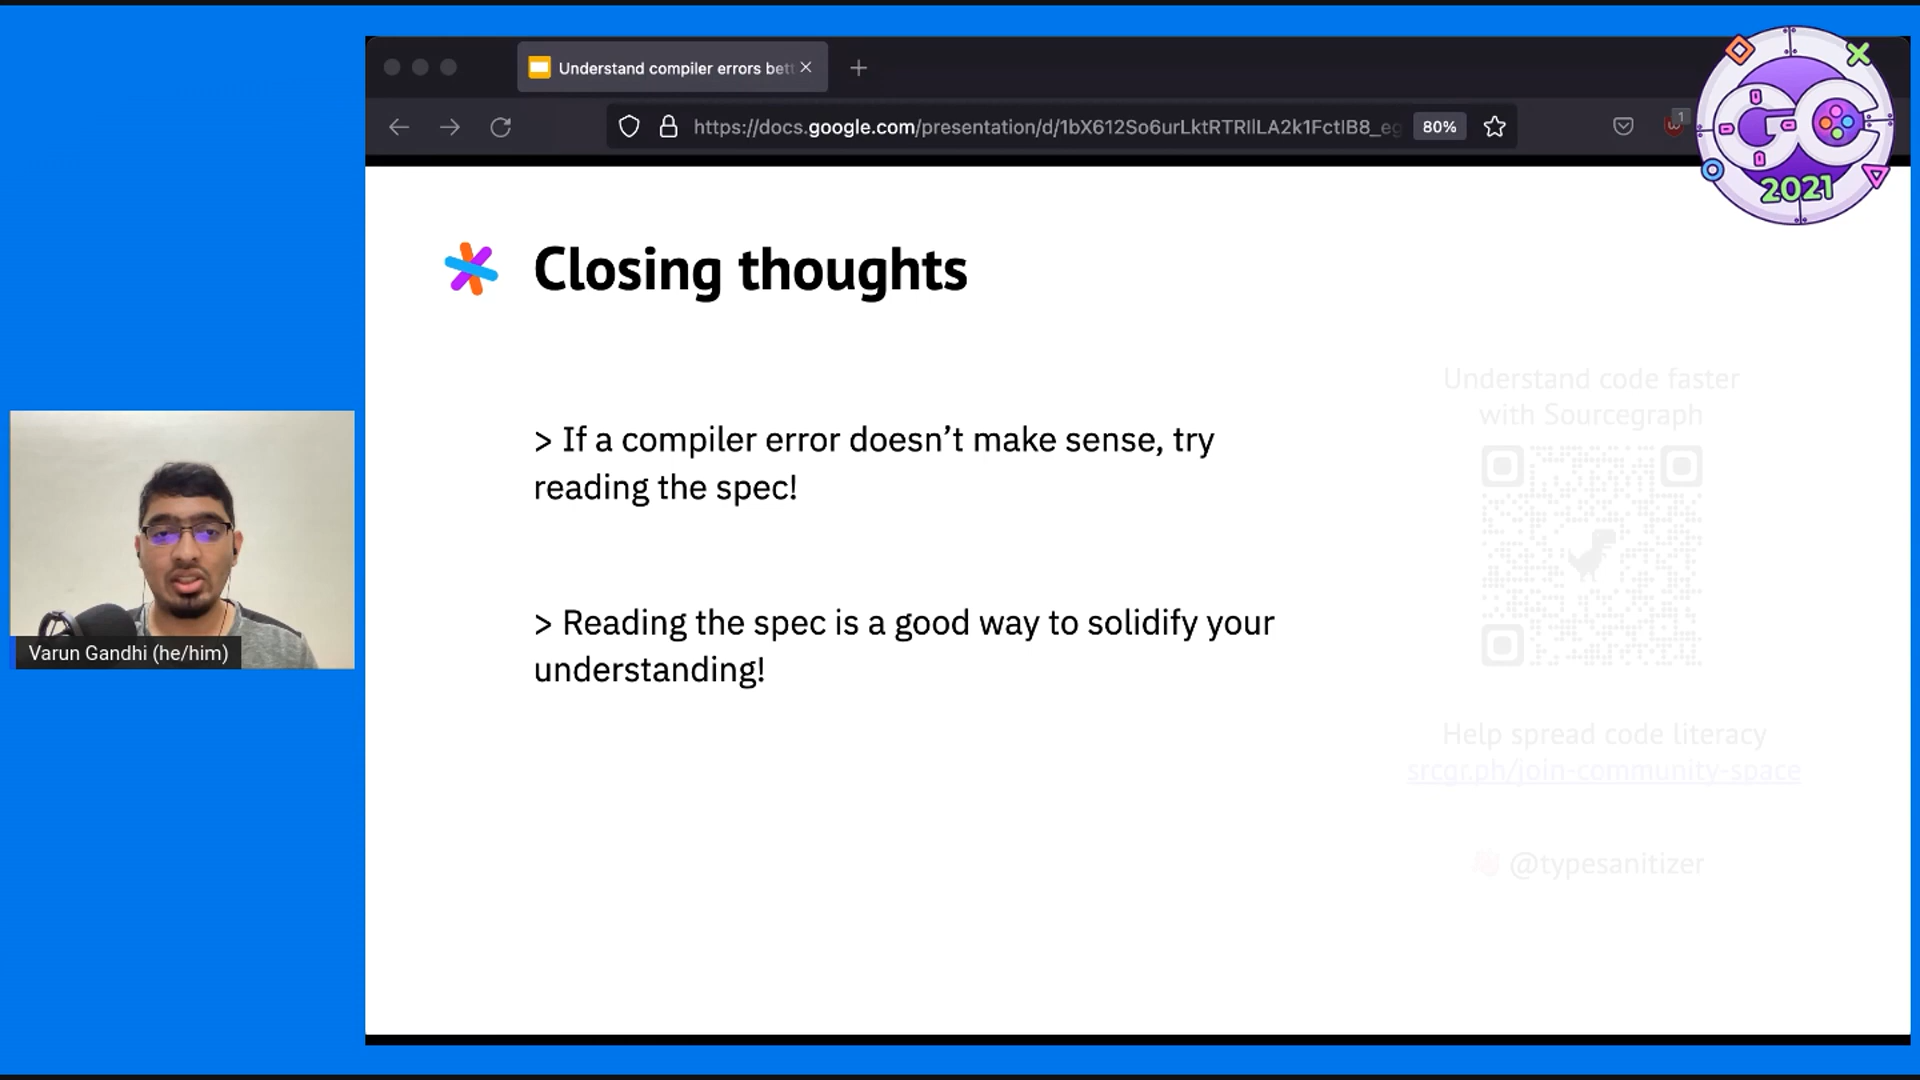 Understand compiler errors bett
https://docs.google.com/presentation/d/
80%
1
GC
2021
Closing thoughts
> If a compiler error doesn’t make sense, try
reading the spec!
> Reading the spec is a good way to solidify your
understanding!
Understand code faster
with Sourcegraph
Help spread code literacy
srcgr.ph/join-community-space
@typesanitizer
Varun Gandhi (he/him)